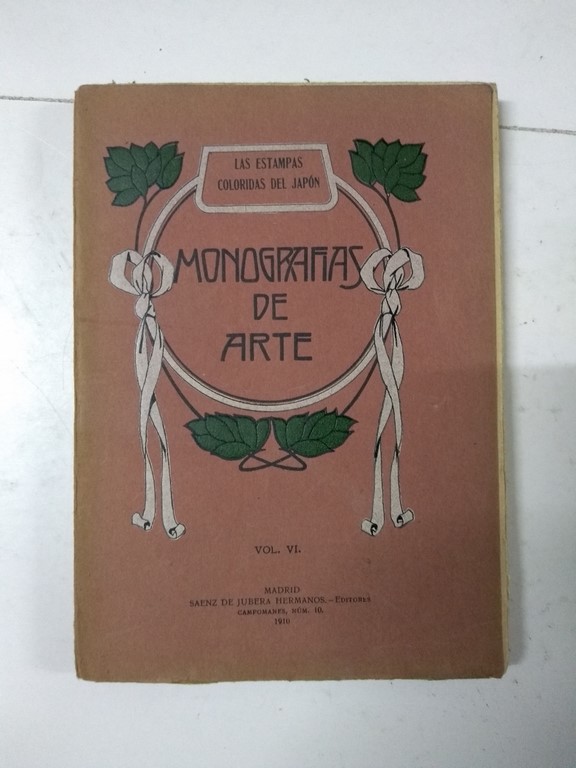 LAS ESTAMPAS
COLORIDAS DEL JAPÓN
MONOGRAFIAS
DE
ARTE
VOL. VI.
MADRID
SAENZ DE JUBERA HERMANOS.—EDITORES
CAMPOMANES, NÚM. 10.
1910